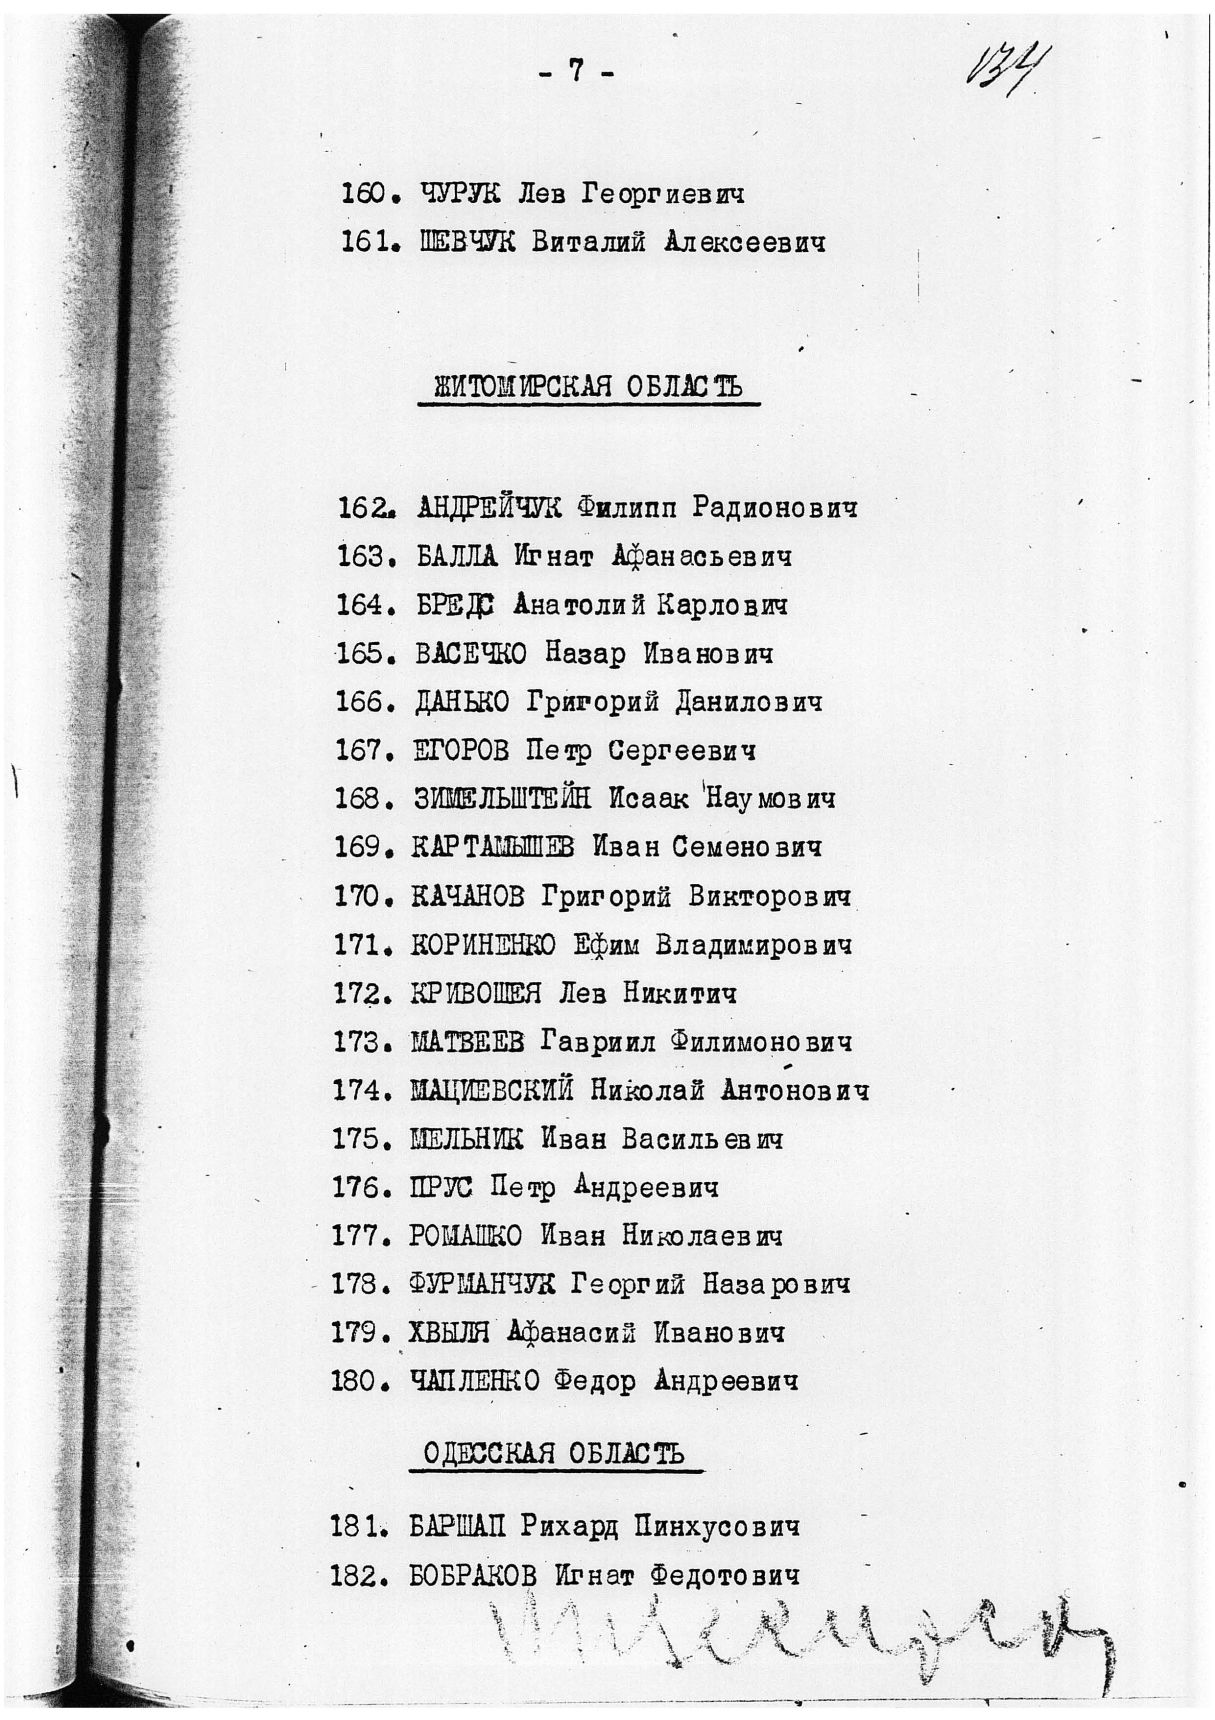 - 7 -
134
160. ЧУРУК Лев Георгиевич
161. ШЕВЧУК Виталий Алексеевич
ЖИТОМИРСКАЯ ОБЛАСТЬ
162. АНДРЕЙЧУК Филипп Радионович
163. БАЛЛА Игнат Афанасьевич
164. БРЕДС Анатолий Карлович
165. ВАСЕЧКО Назар Иванович
166. ДАНЬКО Григорий Данилович
167. ЕГОРОВ Петр Сергеевич
168. ЗИМЕЛЬШТЕЙН Исаак Наумович
169. КАРТАМЫШЕВ Иван Семенович
170. КАЧАНОВ Григорий Викторович
171. КОРИНЕНКО Ефим Владимирович
172. КРИВОШЕЯ Лев Никитич
173. МАТВЕЕВ Гавриил Филимонович
174. МАЦИЕВСКИЙ Николай Антонович
175. МЕЛЬНИК Иван Васильевич
176. ПРУС Петр Андреевич
177. РОМАШКО Иван Николаевич
178. ФУРМАНЧУК Георгий Назарович
179. ХВЫЛЯ Афанасий Иванович
180. ЧАПЛЕНКО Федор Андреевич
ОДЕССКАЯ ОБЛАСТЬ
181. БАРШАП Рихард Пинхусович
182. БОБРАКОВ Игнат Федотович